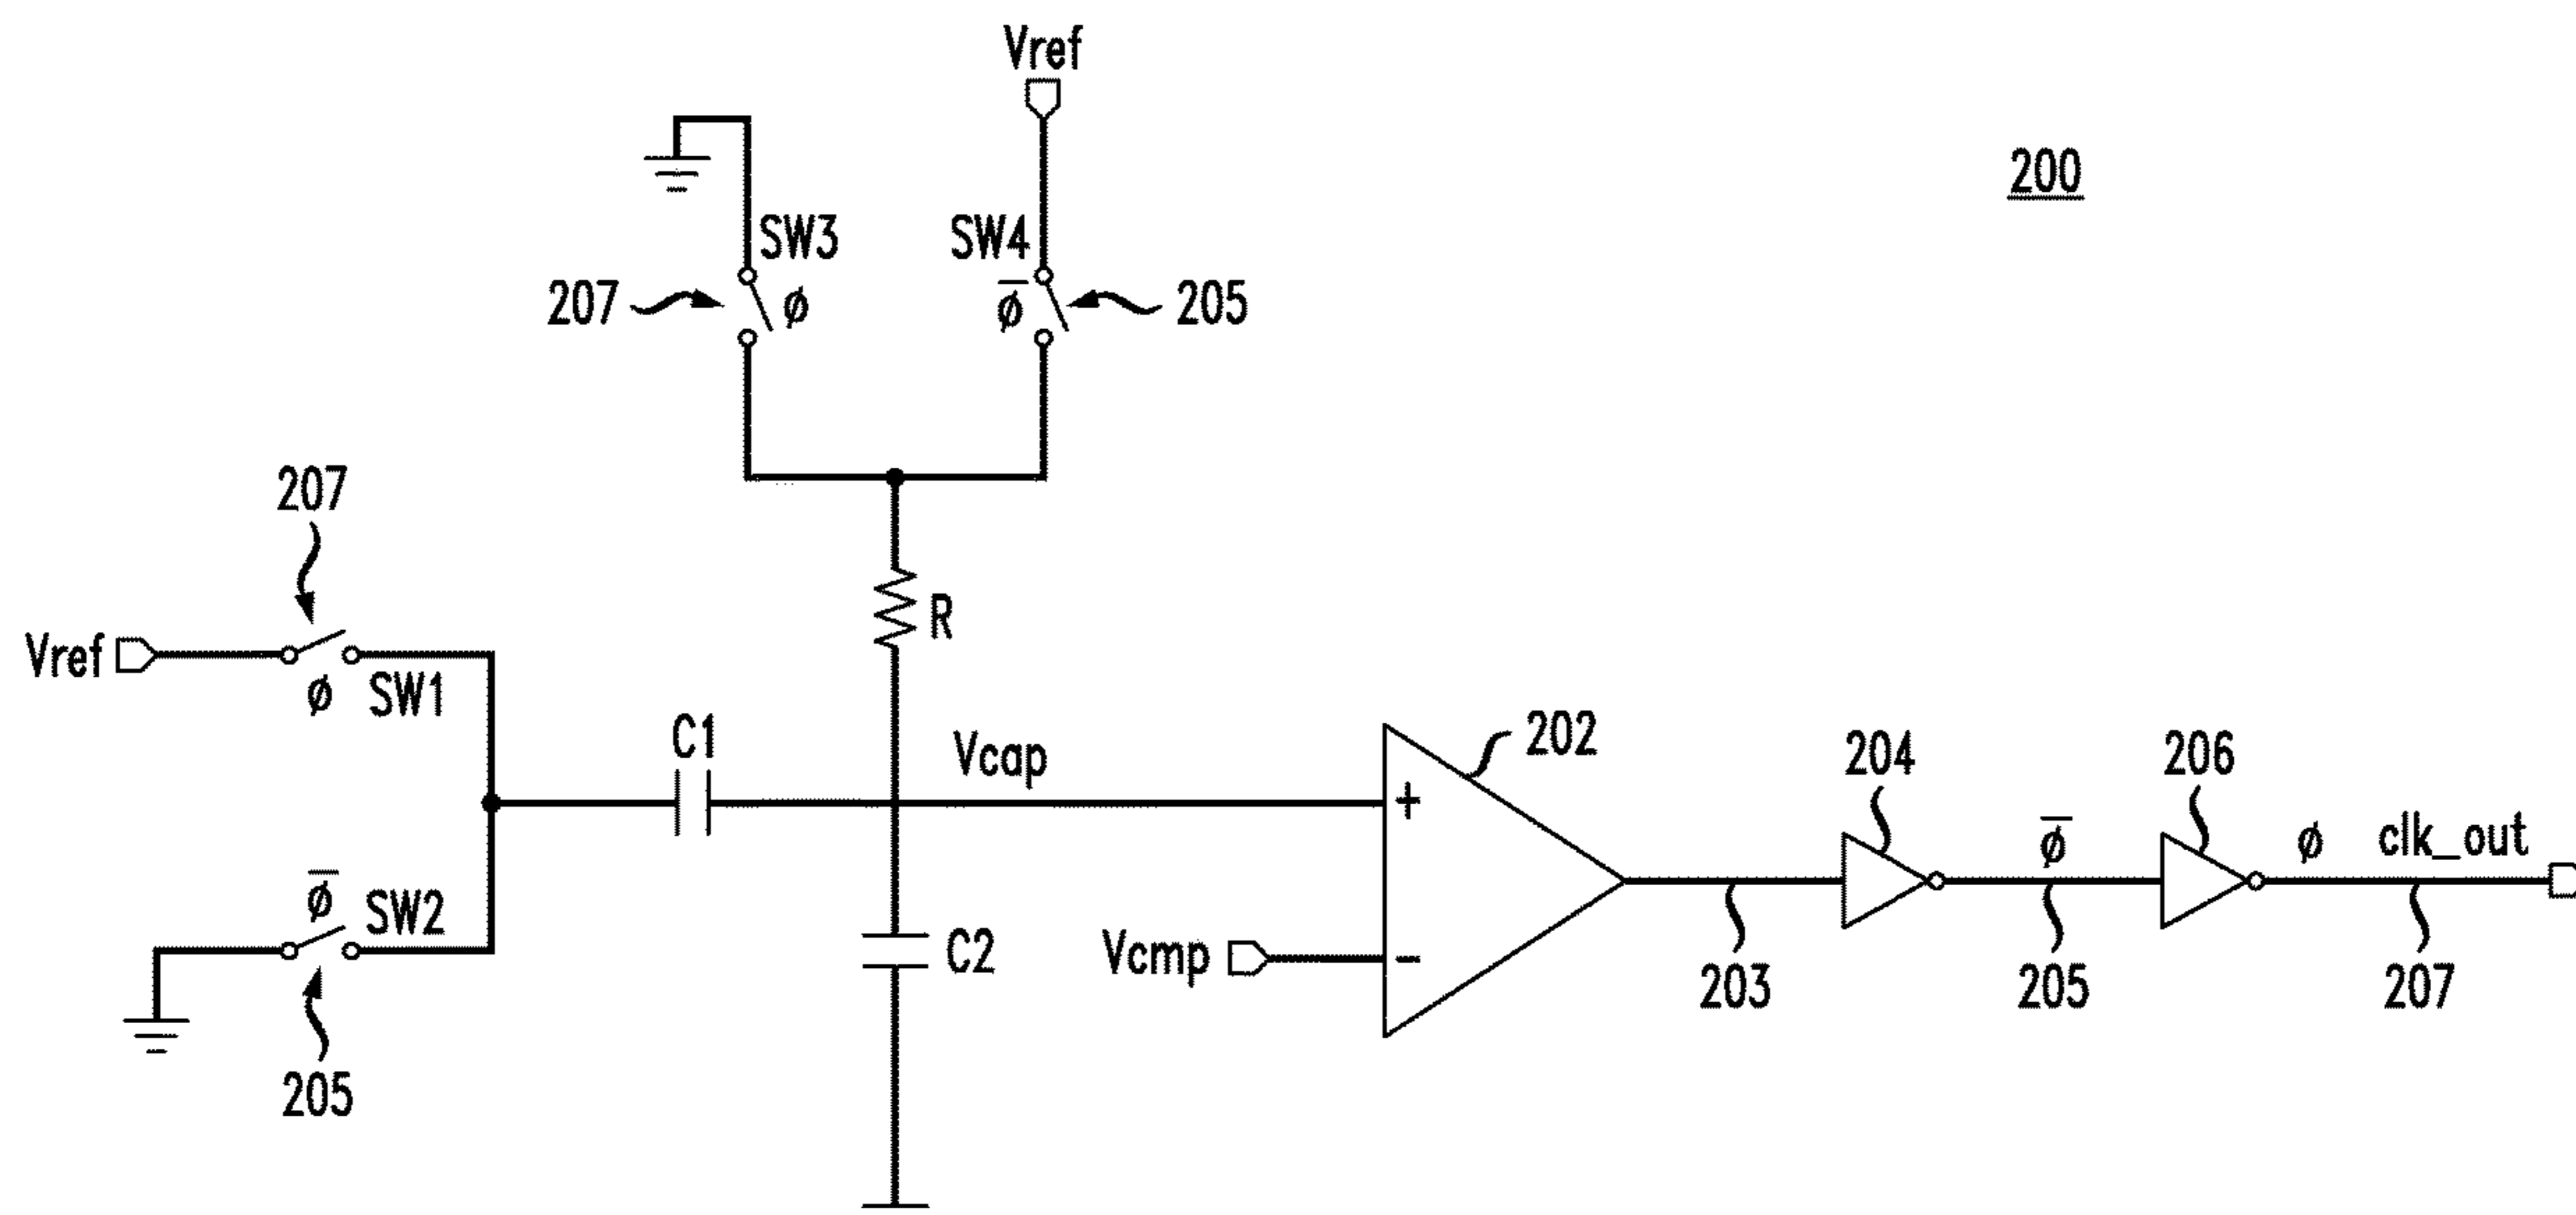 Vref
200
SW3
SW4
207
ϕ
ϕ̅
205
207
R
Vref
ϕ
SW1
C1
Vcap
202
204
206
+
ϕ̅
ϕ
clk_out
ϕ̅
SW2
C2
Vcmp
-
203
205
207
205